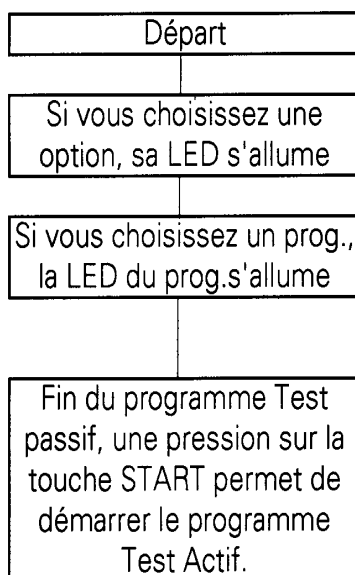 Départ
Si vous choisissez une
option, sa LED s'allume
Si vous choisissez un prog.,
la LED du prog.s'allume
Fin du programme Test
passif, une pression sur la
touche START permet de
démarrer le programme
Test Actif.